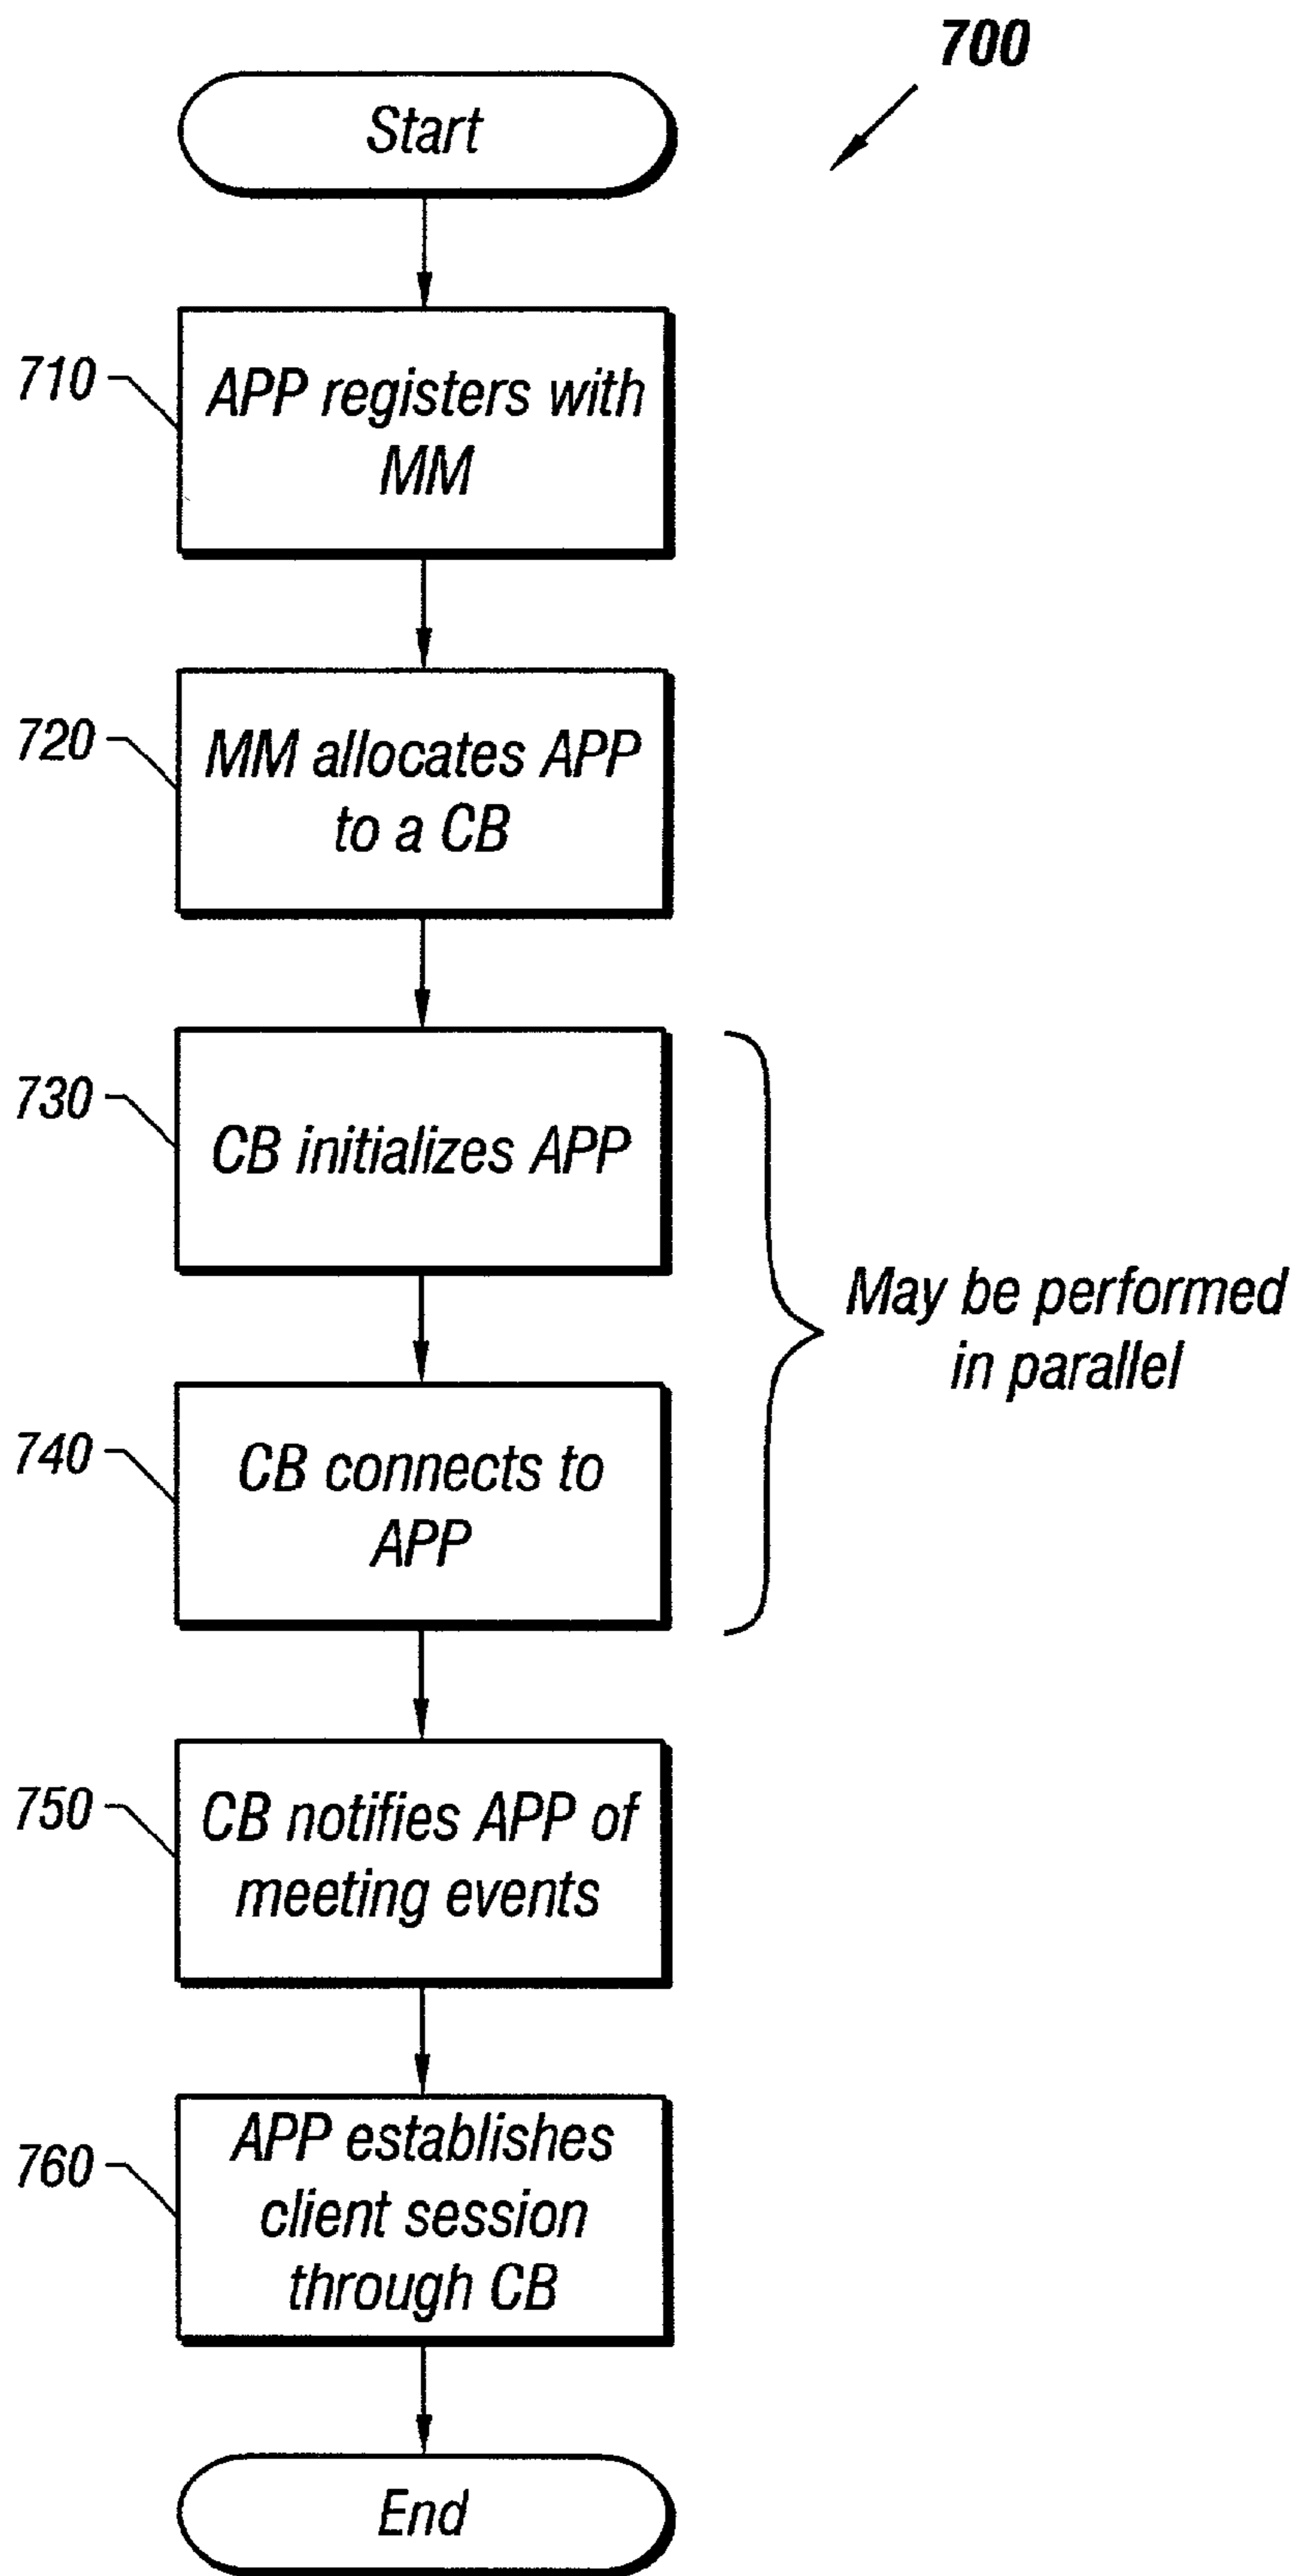 700
Start
710
APP registers with
MM
720
MM allocates APP
to a CB
730
CB initializes APP
May be performed
in parallel
740
CB connects to
APP
750
CB notifies APP of
meeting events
760
APP establishes
client session
through CB
End